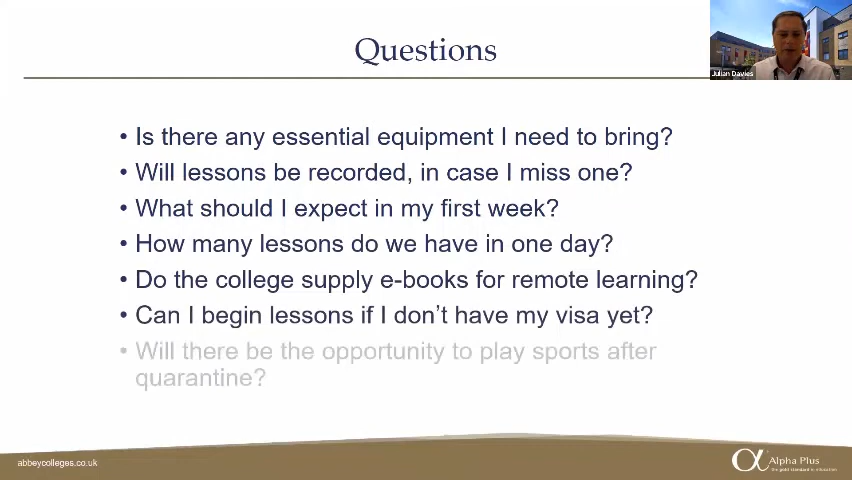 Questions
Julian Davies
• Is there any essential equipment I need to bring?
• Will lessons be recorded, in case I miss one?
• What should I expect in my first week?
• How many lessons do we have in one day?
• Do the college supply e-books for remote learning?
• Can I begin lessons if I don’t have my visa yet?
• Will there be the opportunity to play sports after
quarantine?
abbeycolleges.co.uk
Alpha Plus
the gold standard in education